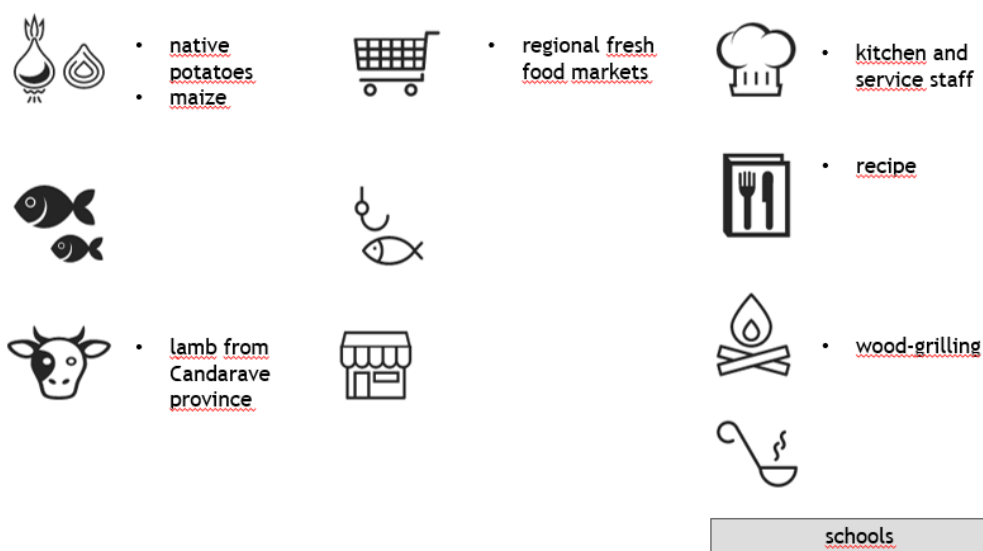 • native
potatoes
• maize
• lamb from
Candarave
province
• regional fresh
food markets
• kitchen and
service staff
• recipe
• wood-grilling
schools